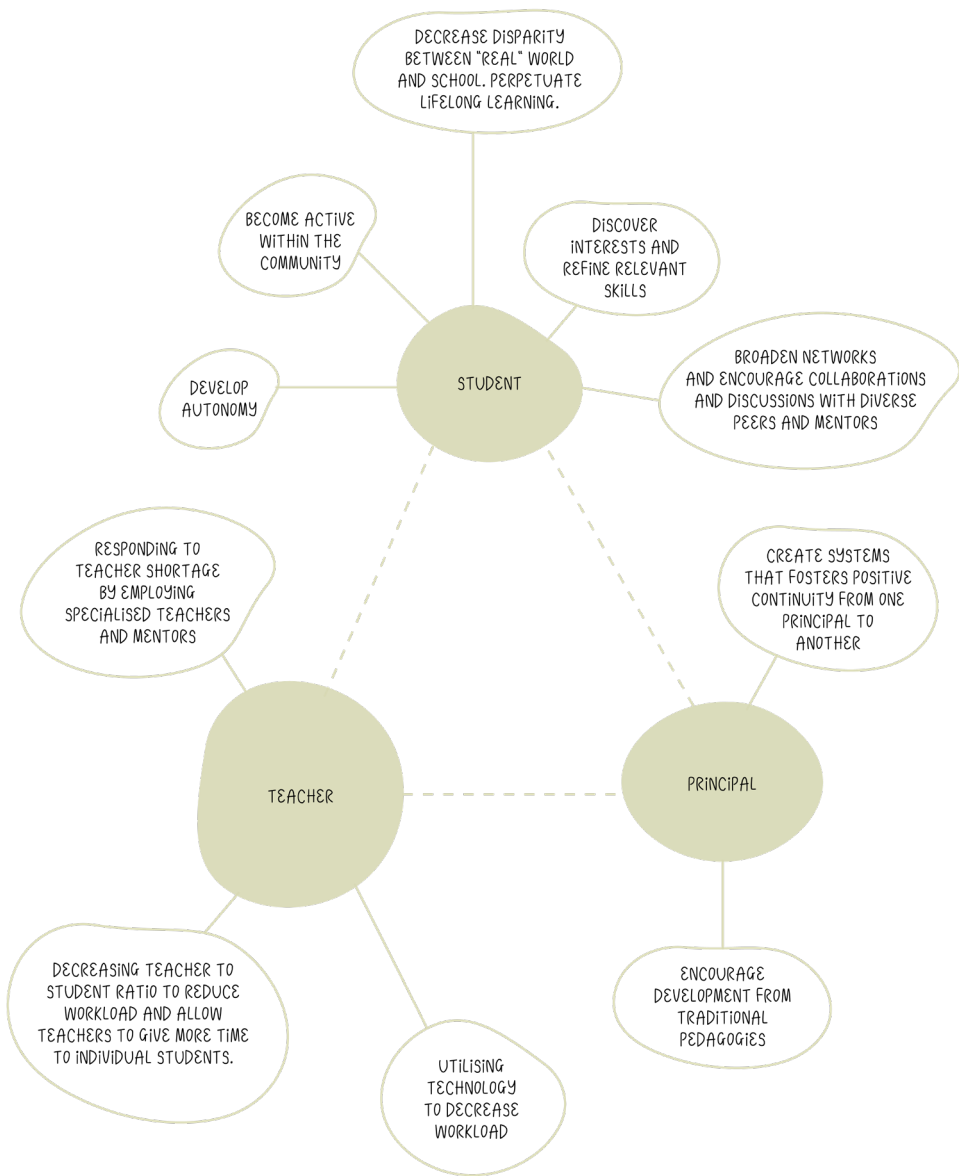 DECREASE DISPARITY
BETWEEN "REAL" WORLD
AND SCHOOL. PERPETUATE
LIFELONG LEARNING.
BECOME ACTIVE
WITHIN THE
COMMUNITY
DISCOVER
INTERESTS AND
REFINE RELEVANT
SKILLS
DEVELOP
AUTONOMY
STUDENT
BROADEN NETWORKS
AND ENCOURAGE COLLABORATIONS
AND DISCUSSIONS WITH DIVERSE
PEERS AND MENTORS
RESPONDING TO
TEACHER SHORTAGE
BY EMPLOYING
SPECIALISED TEACHERS
AND MENTORS
CREATE SYSTEMS
THAT FOSTERS POSITIVE
CONTINUITY FROM ONE
PRINCIPAL TO
ANOTHER
TEACHER
PRINCIPAL
DECREASING TEACHER TO
STUDENT RATIO TO REDUCE
WORKLOAD AND ALLOW
TEACHERS TO GIVE MORE TIME
TO INDIVIDUAL STUDENTS.
UTILISING
TECHNOLOGY
TO DECREASE
WORKLOAD
ENCOURAGE
DEVELOPMENT FROM
TRADITIONAL
PEDAGOGIES